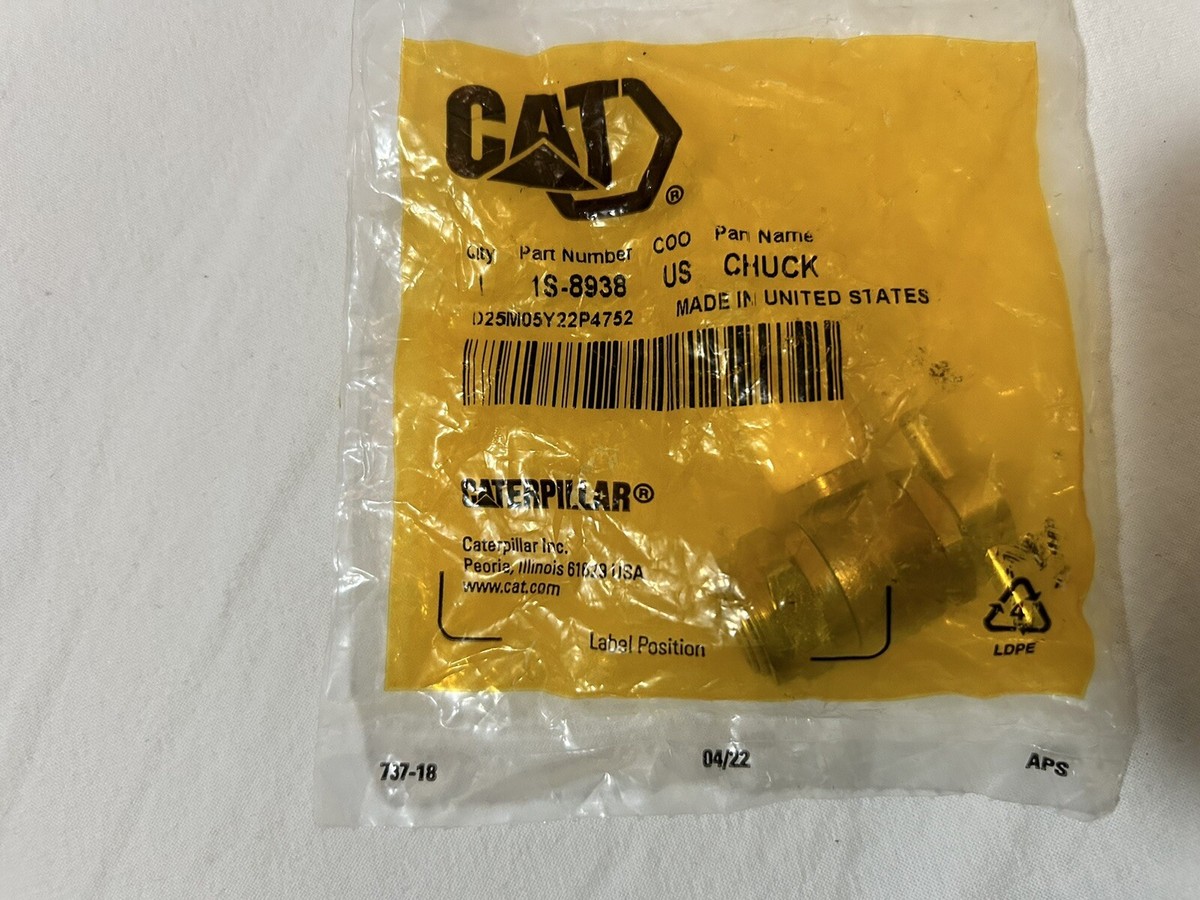 CAT®
Qty Part Number COO Part Name
1 1S-8938 US CHUCK
D25M05Y22P4752 MADE IN UNITED STATES
CATERPILLAR®
Caterpillar Inc.
Peoria, Illinois 61629 USA
www.cat.com
Label Position
4
LDPE
737-18 04/22 APS